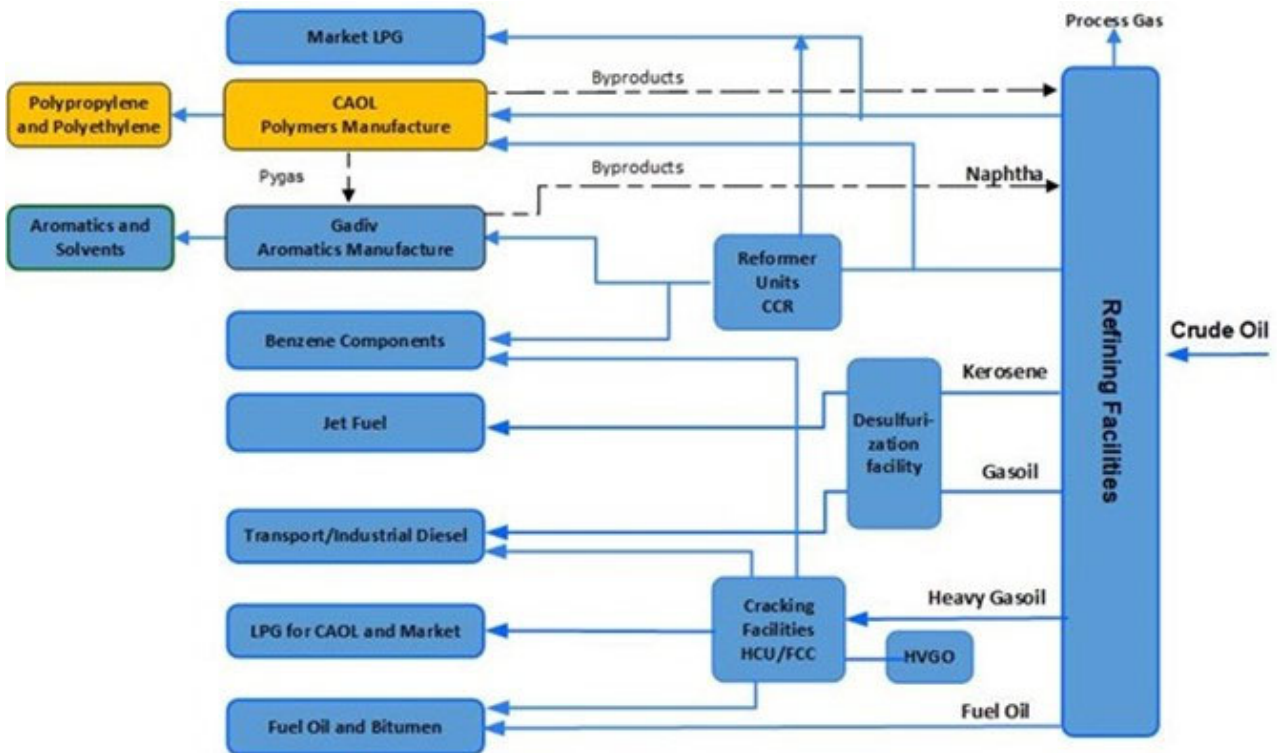 Process Gas
Market LPG
Byproducts
Polypropylene
and Polyethylene
CAOL
Polymers Manufacture
Pygas
Byproducts
Naphtha
Aromatics and
Solvents
Gadiv
Aromatics Manufacture
Reformer
Units
CCR
Refining Facilities
Crude Oil
Benzene Components
Kerosene
Jet Fuel
Desulfuri-
zation
facility
Gasoil
Transport/Industrial Diesel
Heavy Gasoil
Cracking
Facilities
HCU/FCC
LPG for CAOL and Market
HVGO
Fuel Oil
Fuel Oil and Bitumen